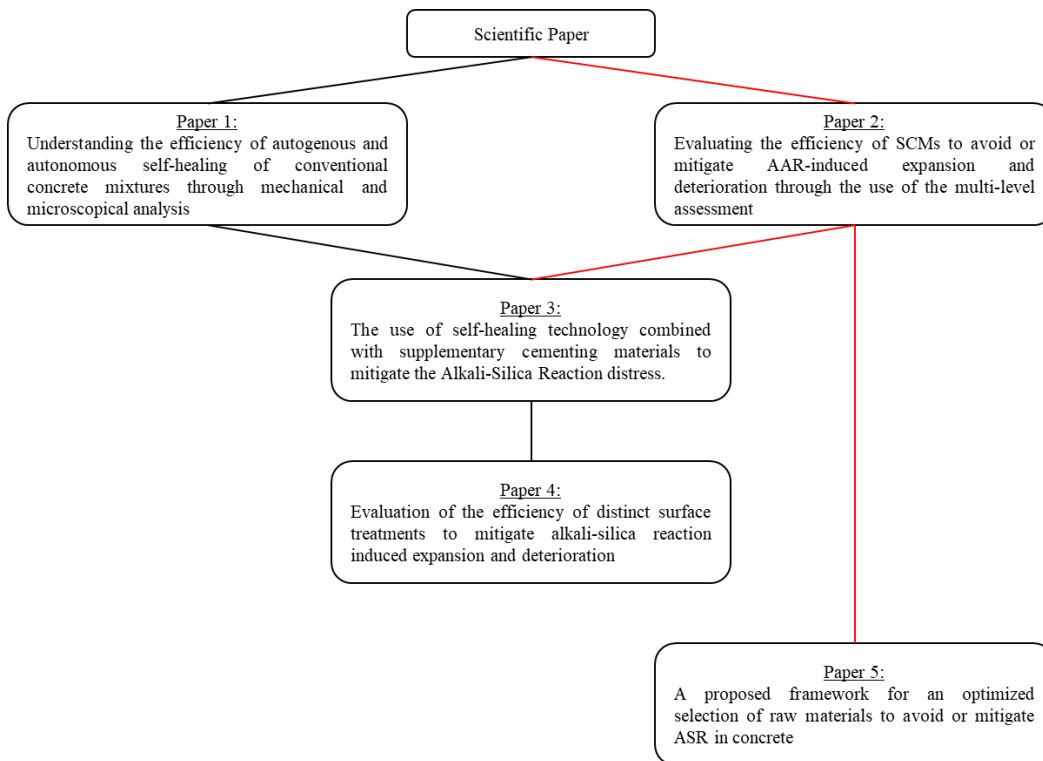 Scientific Paper
Paper 1:
Understanding the efficiency of autogenous and
autonomous self-healing of conventional
concrete mixtures through mechanical and
microscopical analysis
Paper 2:
Evaluating the efficiency of SCMs to avoid or
mitigate AAR-induced expansion and
deterioration through the use of the multi-level
assessment
Paper 3:
The use of self-healing technology combined
with supplementary cementing materials to
mitigate the Alkali-Silica Reaction distress.
Paper 4:
Evaluation of the efficiency of distinct surface
treatments to mitigate alkali-silica reaction
induced expansion and deterioration
Paper 5:
A proposed framework for an optimized
selection of raw materials to avoid or mitigate
ASR in concrete